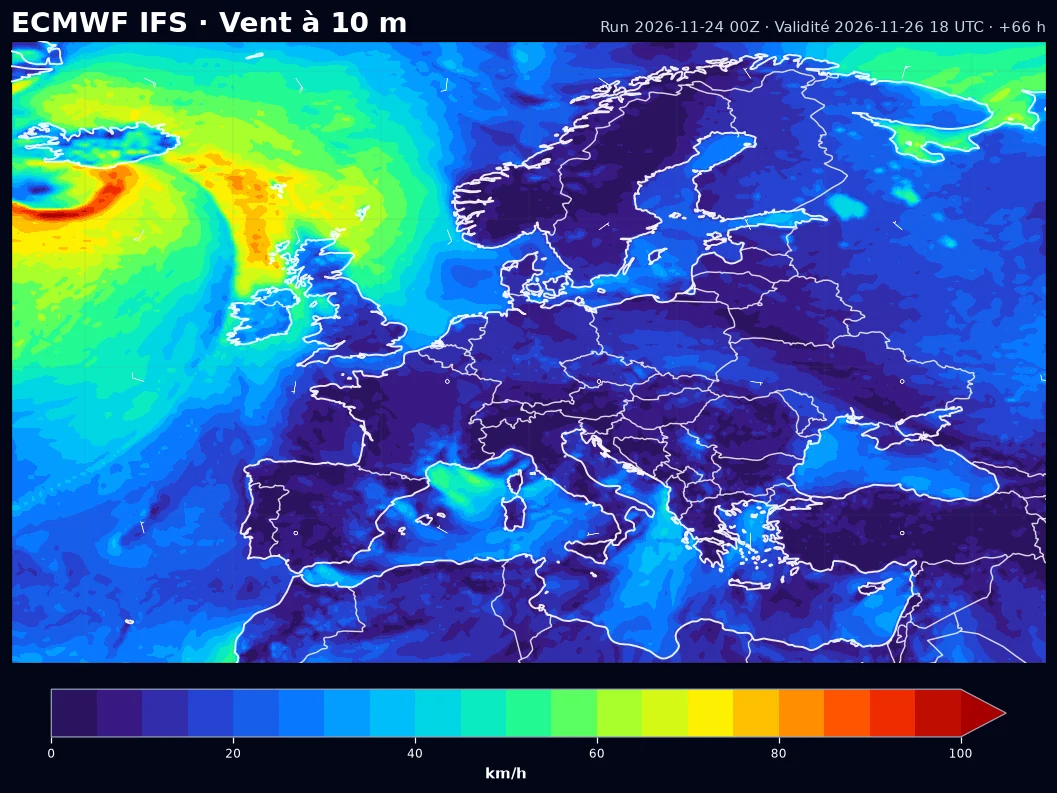 ECMWF IFS · Vent à 10 m
Run 2026-11-24 00Z · Validité 2026-11-26 18 UTC · +66 h
0 20 40 60 80 100
km/h